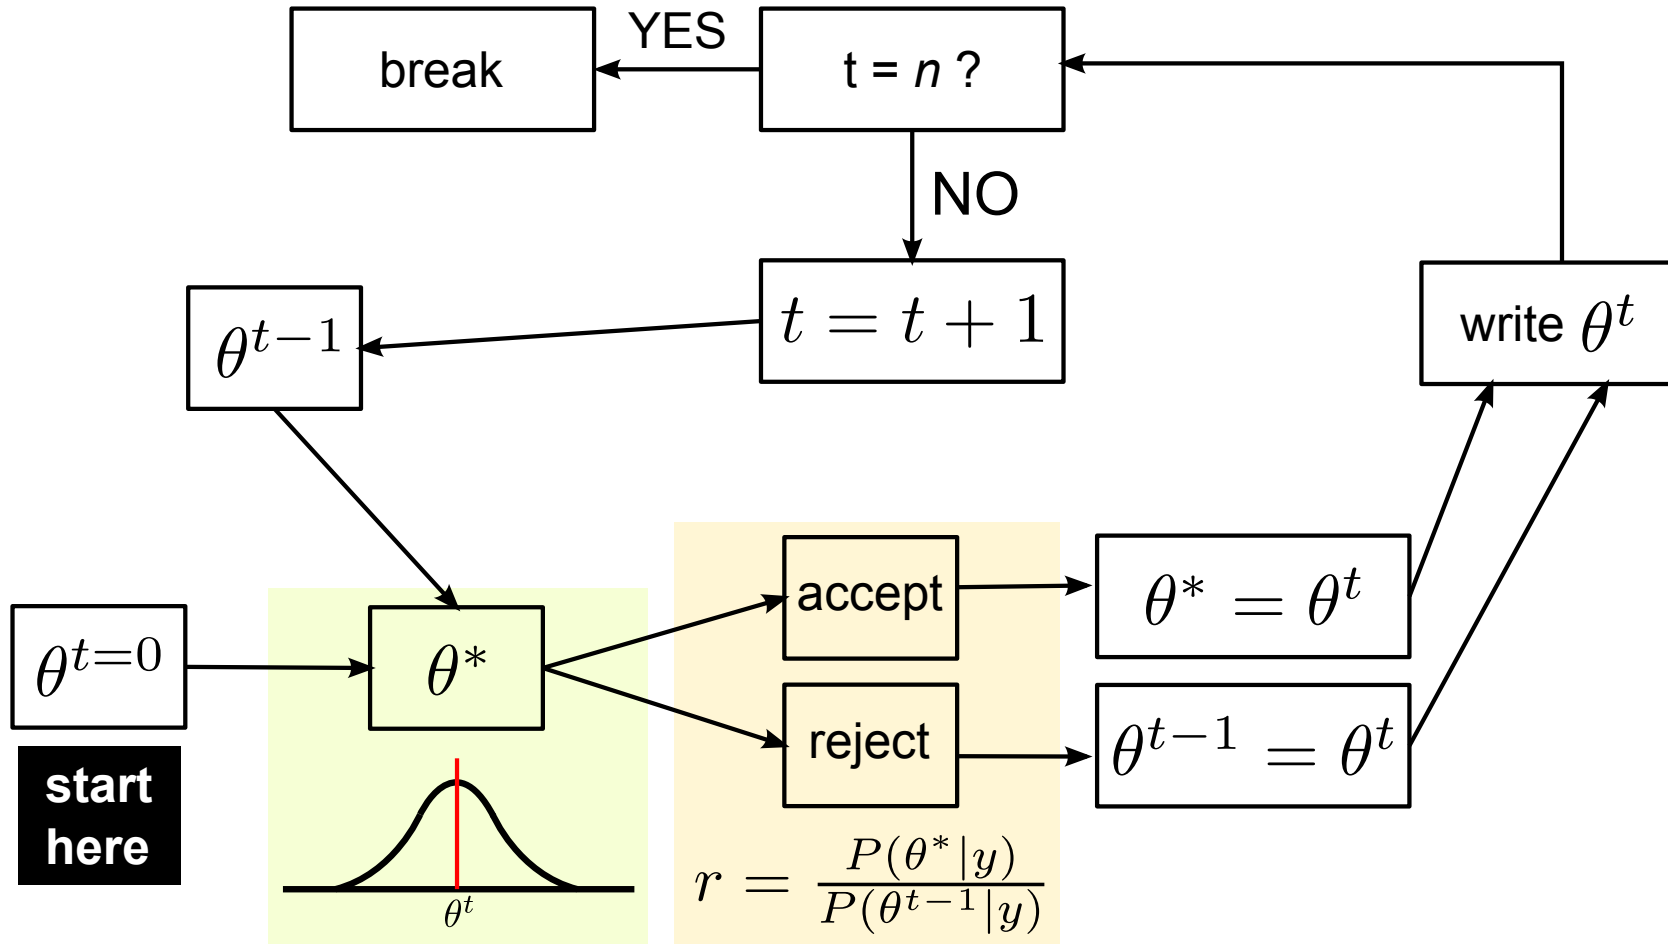 break
YES
t = n ?
NO
t = t + 1
θ^{t−1}
write θ^t
θ^{t=0}
start
here
θ*
θ^t
accept
reject
r = P(θ*|y) / P(θ^{t−1}|y)
θ* = θ^t
θ^{t−1} = θ^t